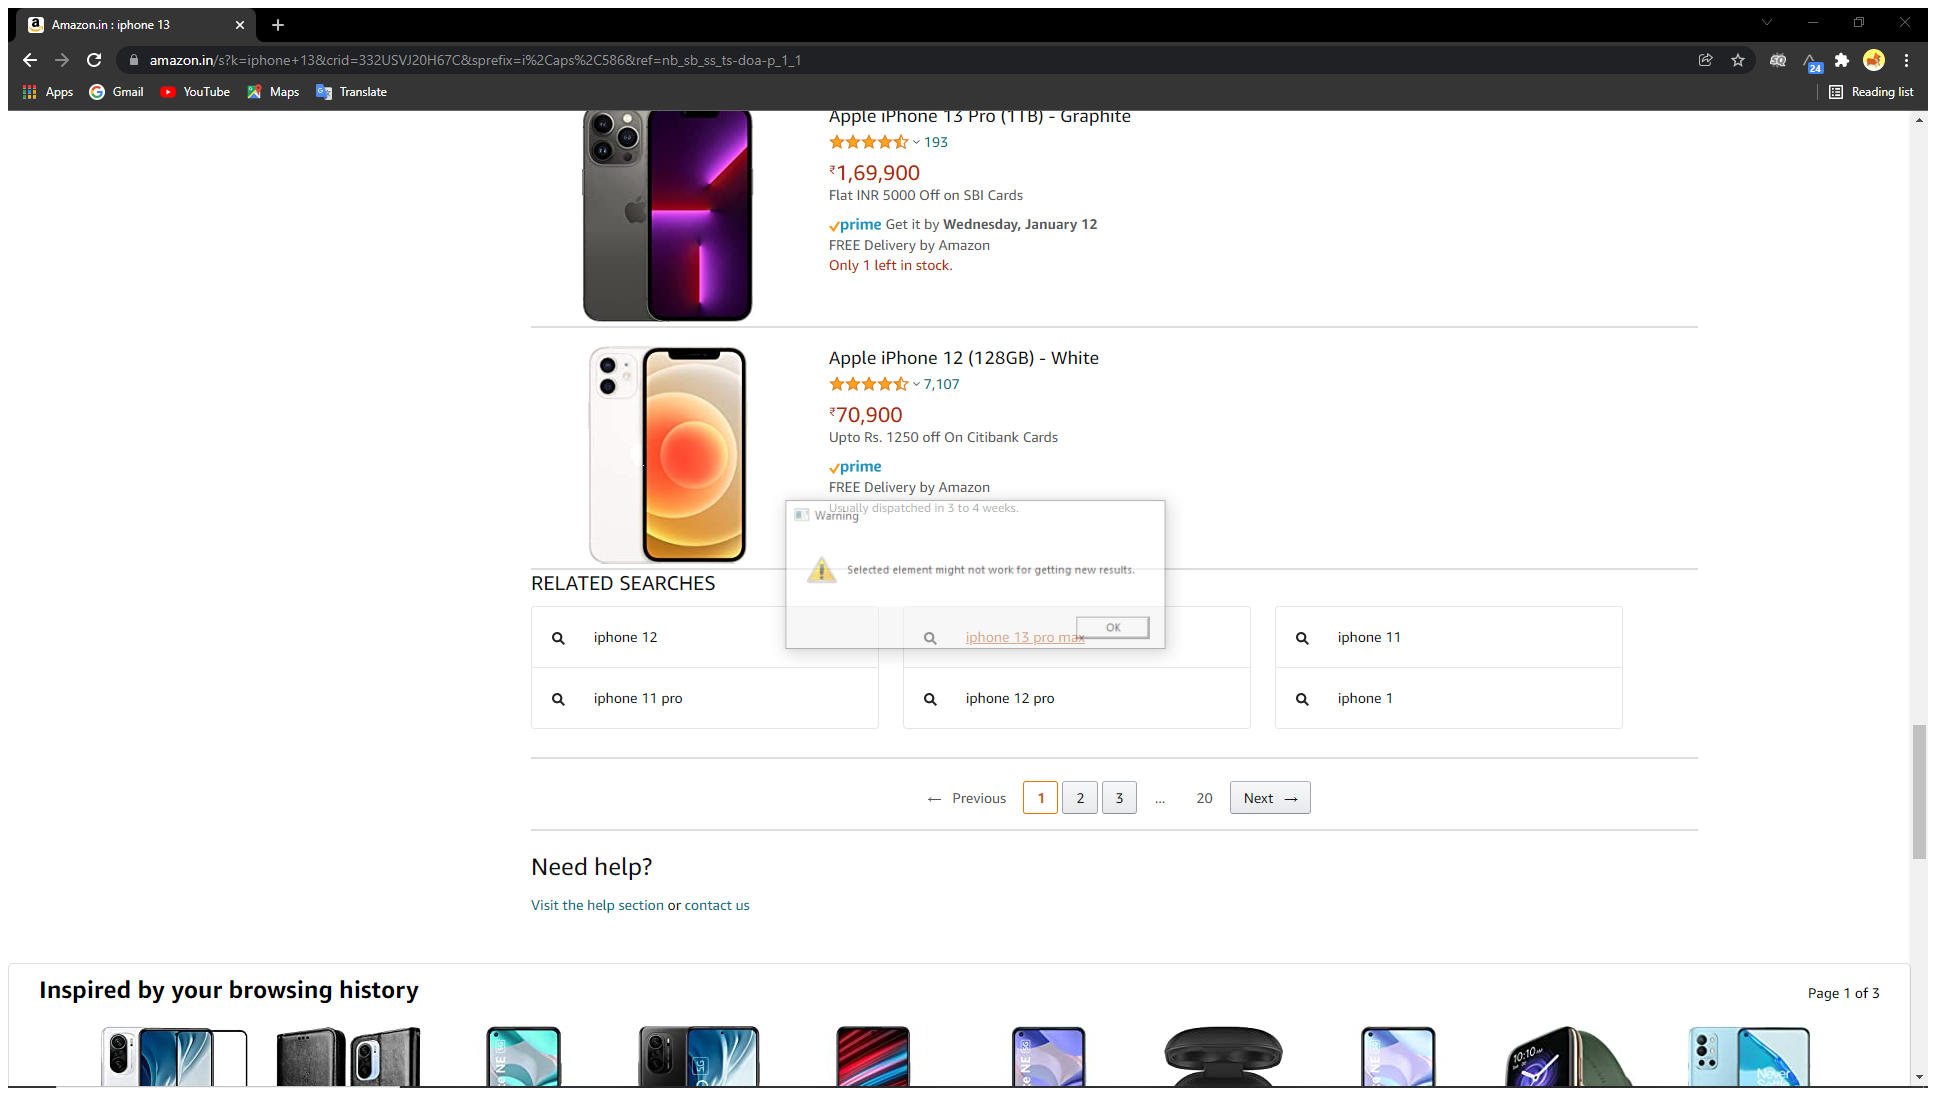 Amazon.in : iphone 13
amazon.in/s?k=iphone+13&crid=332USVJ20H67C&sprefix=i%2Caps%2C586&ref=nb_sb_ss_ts-doa-p_1_1
24
Apps Gmail YouTube Maps Translate Reading list
Apple iPhone 13 Pro (1TB) - Graphite
193
₹1,69,900
Flat INR 5000 Off on SBI Cards
prime Get it by Wednesday, January 12
FREE Delivery by Amazon
Only 1 left in stock.
Apple iPhone 12 (128GB) - White
7,107
₹70,900
Upto Rs. 1250 off On Citibank Cards
prime
FREE Delivery by Amazon
Usually dispatched in 3 to 4 weeks.
Warning
Selected element might not work for getting new results.
OK
RELATED SEARCHES
iphone 12
iphone 13 pro max
iphone 11
iphone 11 pro
iphone 12 pro
iphone 1
← Previous 1 2 3 ... 20 Next →
Need help?
Visit the help section or contact us
Inspired by your browsing history
Page 1 of 3
10:10